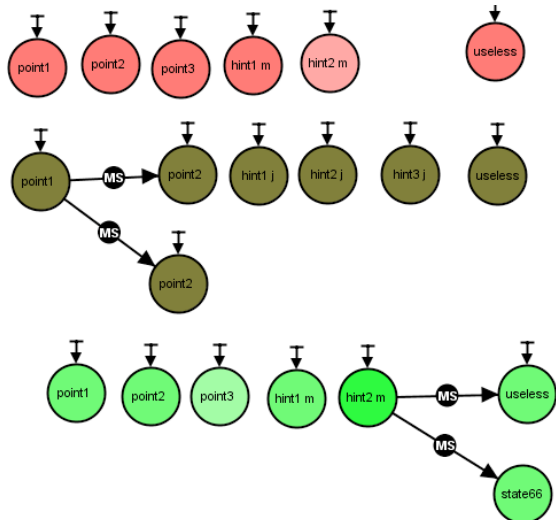 point1 point2 point3 hint1 m hint2 m useless
point1 MS point2 hint1 j hint2 j hint3 j useless
MS
point2
point1 point2 point3 hint1 m hint2 m MS useless
MS
state66